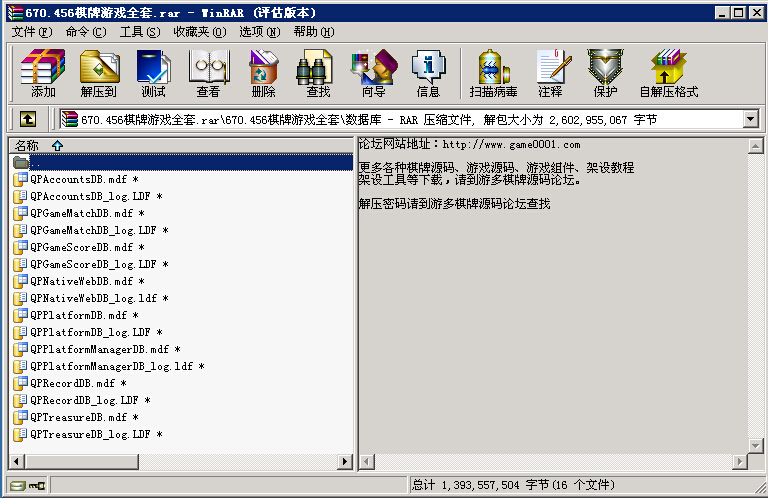 670.456棋牌游戏全套.rar - WinRAR (评估版本)
文件(F) 命令(C) 工具(S) 收藏夹(O) 选项(N) 帮助(H)
添加 解压到 测试 查看 删除 查找 向导 信息 扫描病毒 注释 保护 自解压格式
670.456棋牌游戏全套.rar\670.456棋牌游戏全套\数据库 - RAR 压缩文件, 解包大小为 2,602,955,067 字节
名称
..
QPAccountsDB.mdf *
QPAccountsDB_log.LDF *
QPGameMatchDB.mdf *
QPGameMatchDB_log.LDF *
QPGameScoreDB.mdf *
QPGameScoreDB_log.LDF *
QPNativeWebDB.mdf *
QPNativeWebDB_log.ldf *
QPPlatformDB.mdf *
QPPlatformDB_log.LDF *
QPPlatformManagerDB.mdf *
QPPlatformManagerDB_log.ldf *
QPRecordDB.mdf *
QPRecordDB_log.LDF *
QPTreasureDB.mdf *
QPTreasureDB_log.LDF *
论坛网站地址：http://www.game0001.com
更多各种棋牌源码、游戏源码、游戏组件、架设教程
架设工具等下载，请到游多棋牌源码论坛。
解压密码请到游多棋牌源码论坛查找
总计 1,393,557,504 字节(16 个文件)